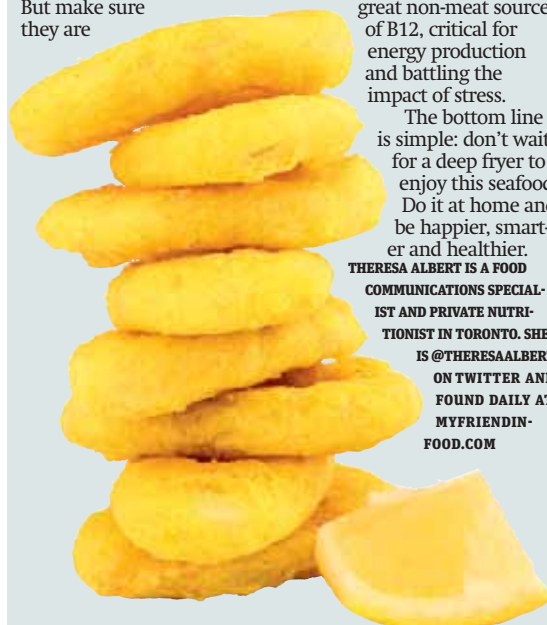 But make sure
they are
great non-meat source
of B12, critical for
energy production
and battling the
impact of stress.
The bottom line
is simple: don't wait
for a deep fryer to
enjoy this seafood.
Do it at home and
be happier, smart-
er and healthier.
THERESA ALBERT IS A FOOD
COMMUNICATIONS SPECIAL-
IST AND PRIVATE NUTRI-
TIONIST IN TORONTO. SHE
IS @THERESAALBERT
ON TWITTER AND
FOUND DAILY AT
MYFRIENDIN-
FOOD.COM